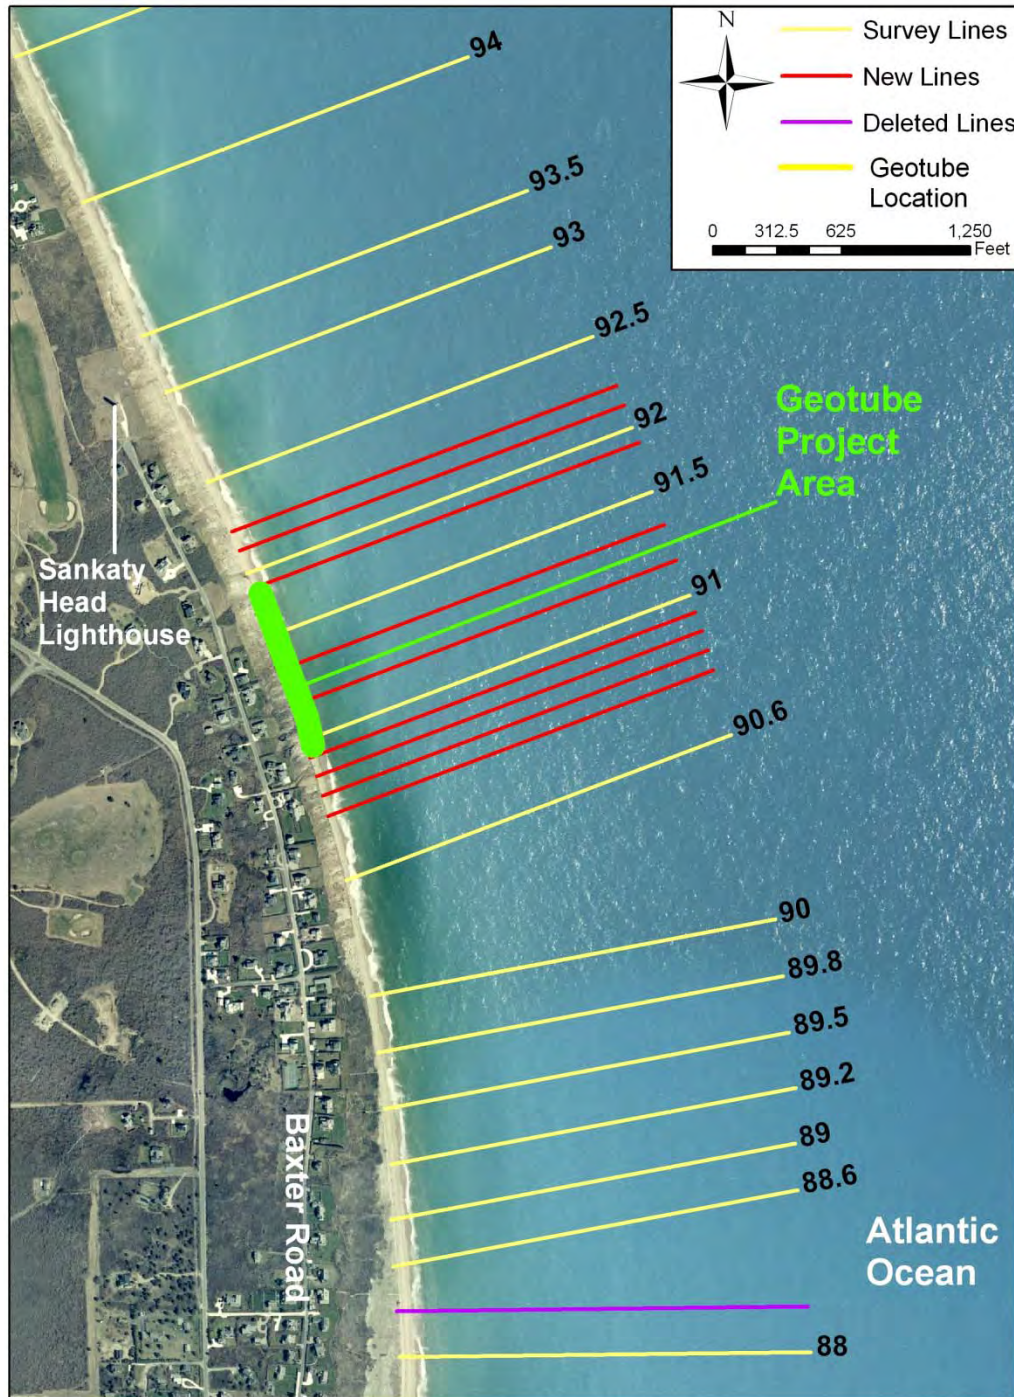 N
Survey Lines
New Lines
Deleted Lines
Geotube
Location
0 312.5 625 1,250
Feet
94
93.5
93
92.5
92
91.5
Geotube
Project
Area
91
90.6
Sankaty
Head
Lighthouse
90
89.8
89.5
89.2
89
88.6
Baxter Road
Atlantic
Ocean
88